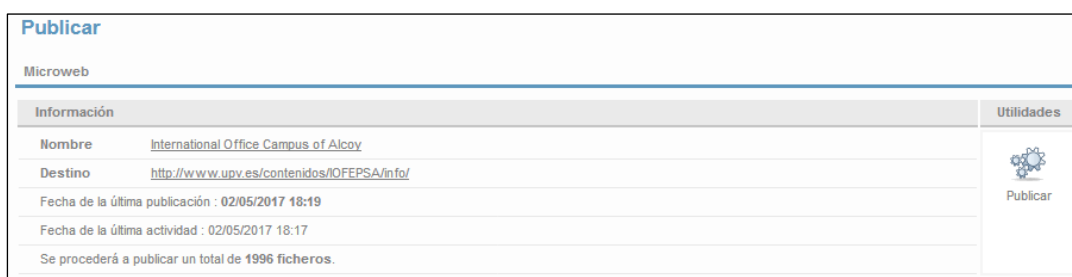 Publicar
Microweb
Información
Utilidades
Nombre International Office Campus of Alcoy
Destino http://www.upv.es/contenidos/IOFEPSA/info/
Publicar
Fecha de la última publicación : 02/05/2017 18:19
Fecha de la última actividad : 02/05/2017 18:17
Se procederá a publicar un total de 1996 ficheros.